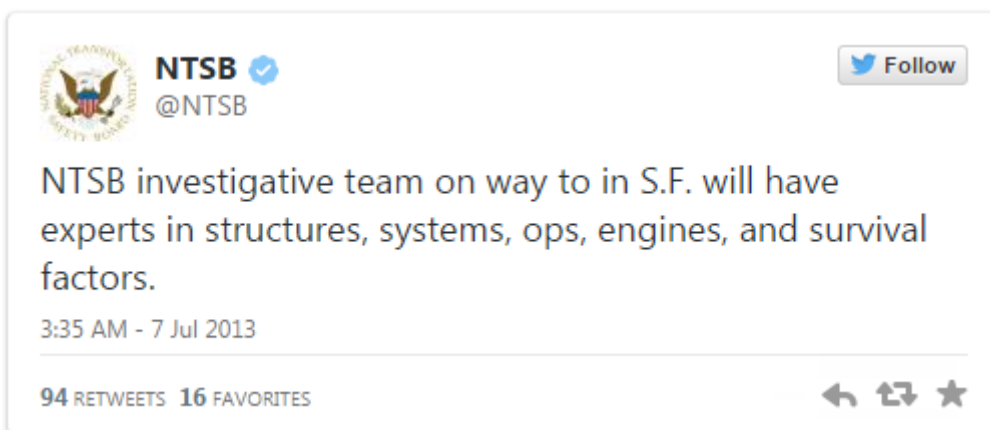 NTSB
Follow
@NTSB
NTSB investigative team on way to in S.F. will have
experts in structures, systems, ops, engines, and survival
factors.
3:35 AM - 7 Jul 2013
94 RETWEETS 16 FAVORITES